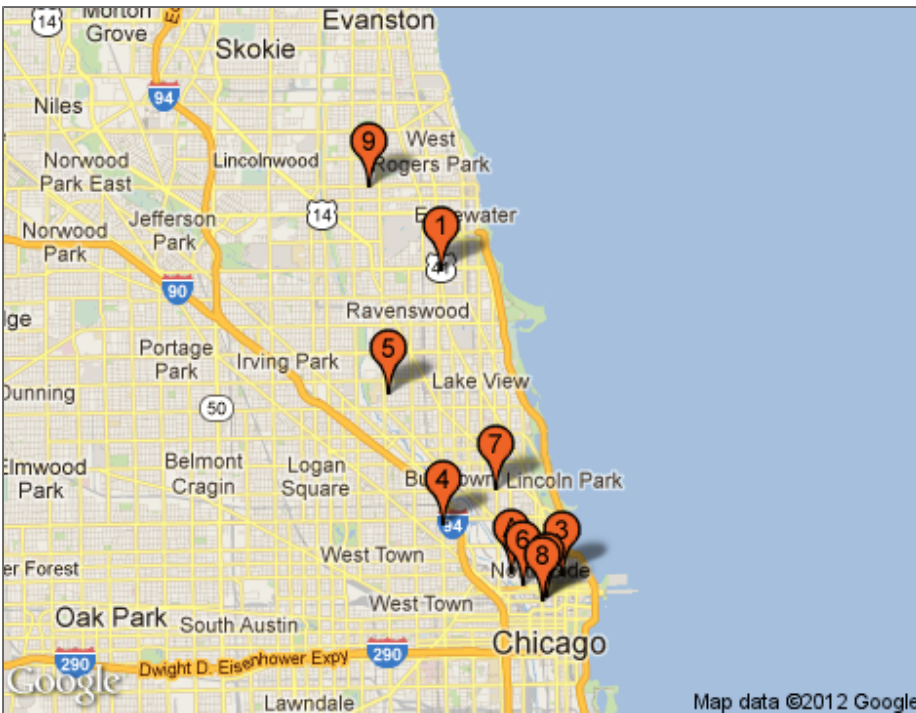 Morton
Grove
Evanston
14
Skokie
94
Niles
9
West
Rogers Park
Lincolnwood
Norwood
Park East
14
Jefferson
Park
1
Norwood
Park
41
90
Ravenswood
5
Portage
Park
Irving Park
Lake View
Dunning
50
7
Elmwood
Park
Belmont
Cragin
Logan
Square
4
Lincoln Park
94
6
3
8
West Town
er Forest
West Town
Oak Park
South Austin
Chicago
290
290
Dwight D. Eisenhower Expy
Google
Lawndale
Map data ©2012 Google